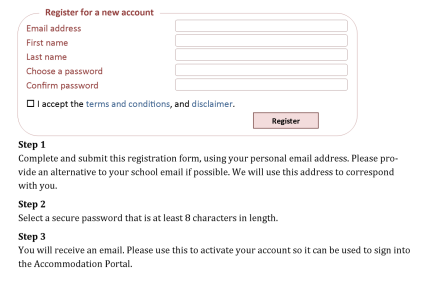 Register for a new account
Email address
First name
Last name
Choose a password
Confirm password
I accept the terms and conditions, and disclaimer.
Register
Step 1
Complete and submit this registration form, using your personal email address. Please pro-
vide an alternative to your school email if possible. We will use this address to correspond
with you.
Step 2
Select a secure password that is at least 8 characters in length.
Step 3
You will receive an email. Please use this to activate your account so it can be used to sign into
the Accommodation Portal.